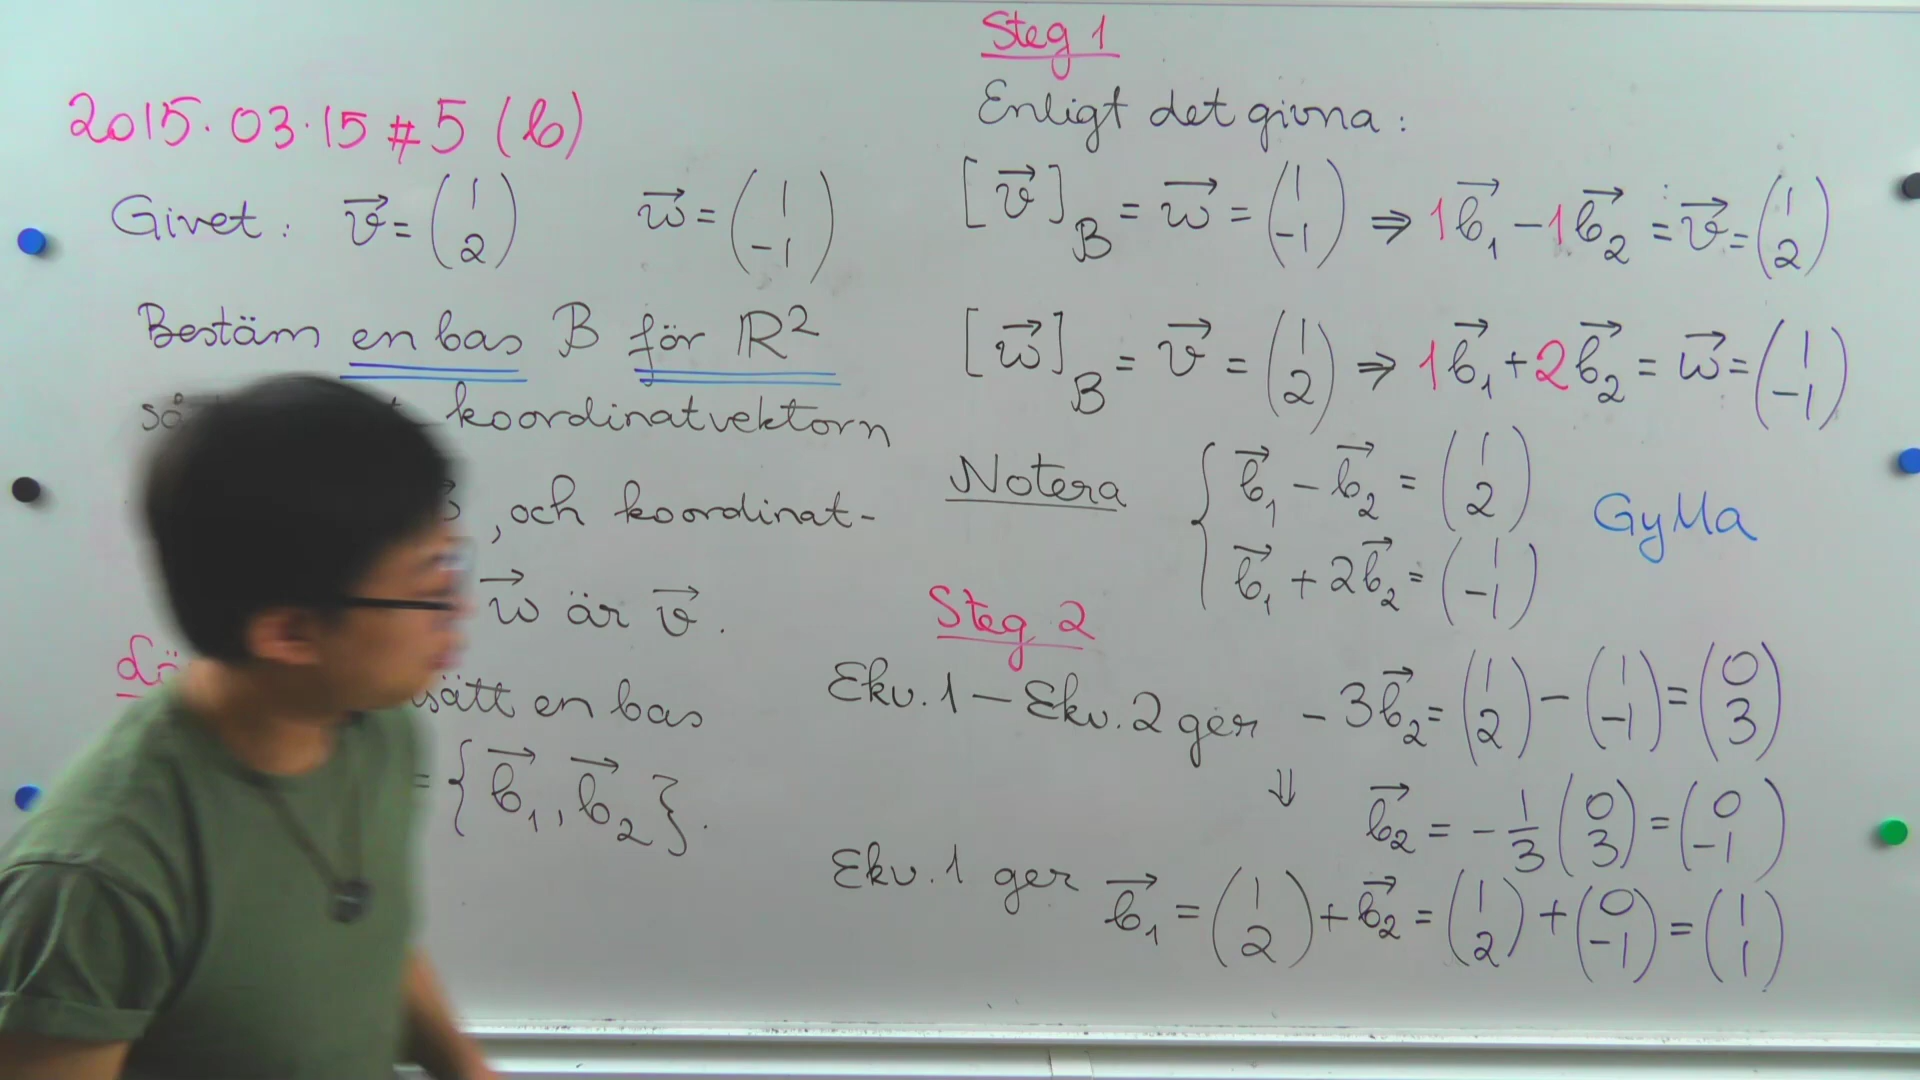 2015.03.15 #5 (b)
Givet: v⃗ = (1 2) w⃗ = (1 -1)
Bestäm en bas B för ℝ²
så koordinatvektorn
, och koordinat-
w⃗ är v⃗.
sätt en bas
= {b⃗₁, b⃗₂}.
Steg 1
Enligt det givna:
[v⃗]_B = w⃗ = (1 -1) ⇒ 1b⃗₁ - 1b⃗₂ = v⃗ = (1 2)
[w⃗]_B = v⃗ = (1 2) ⇒ 1b⃗₁ + 2b⃗₂ = w⃗ = (1 -1)
Notera { b⃗₁ - b⃗₂ = (1 2)
b⃗₁ + 2b⃗₂ = (1 -1)
GyMa
Steg 2
Ekv. 1 - Ekv. 2 ger -3b⃗₂ = (1 2) - (1 -1) = (0 3)
⇓ b⃗₂ = -1/3 (0 3) = (0 -1)
Ekv. 1 ger b⃗₁ = (1 2) + b⃗₂ = (1 2) + (0 -1) = (1 1)